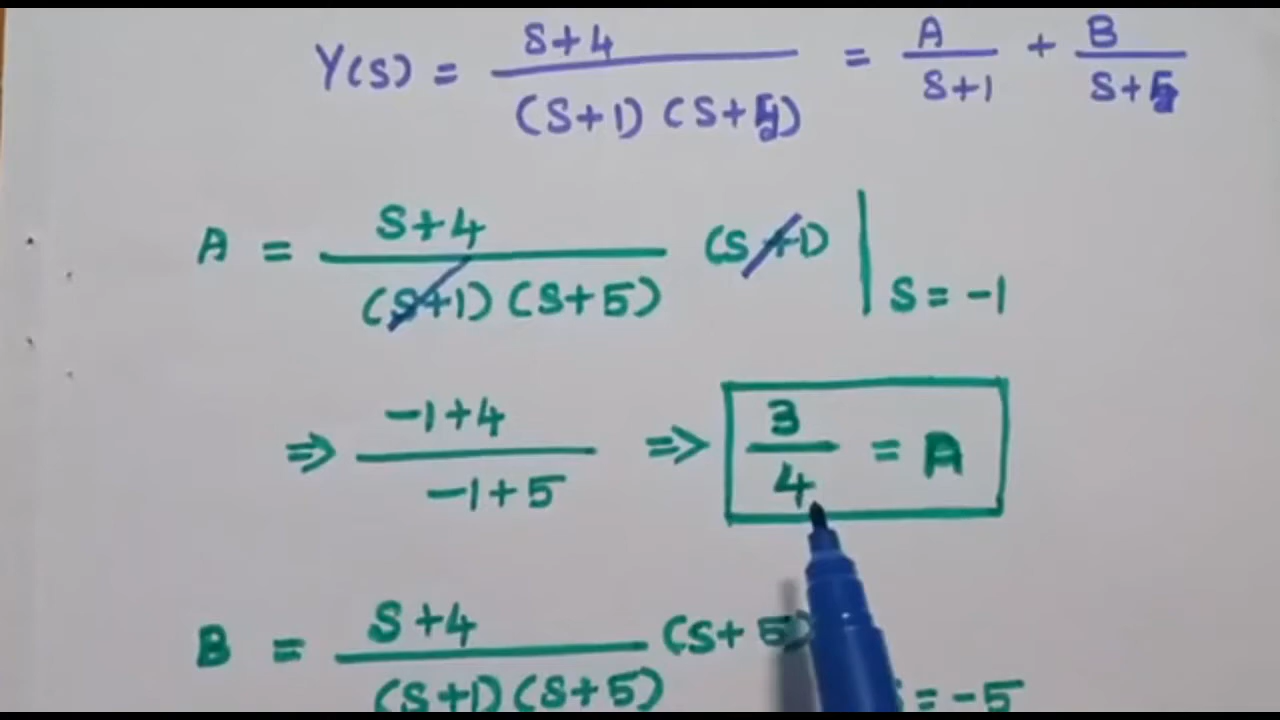 Y(S) = S+4 / (S+1) (S+5) = A / S+1 + B / S+5
A = S+4 / (S+1) (S+5) (S+1) | S = -1
⇒ -1+4 / -1+5 ⇒ 3 / 4 = A
B = S+4 / (S+1) (S+5) (S+5) = -5